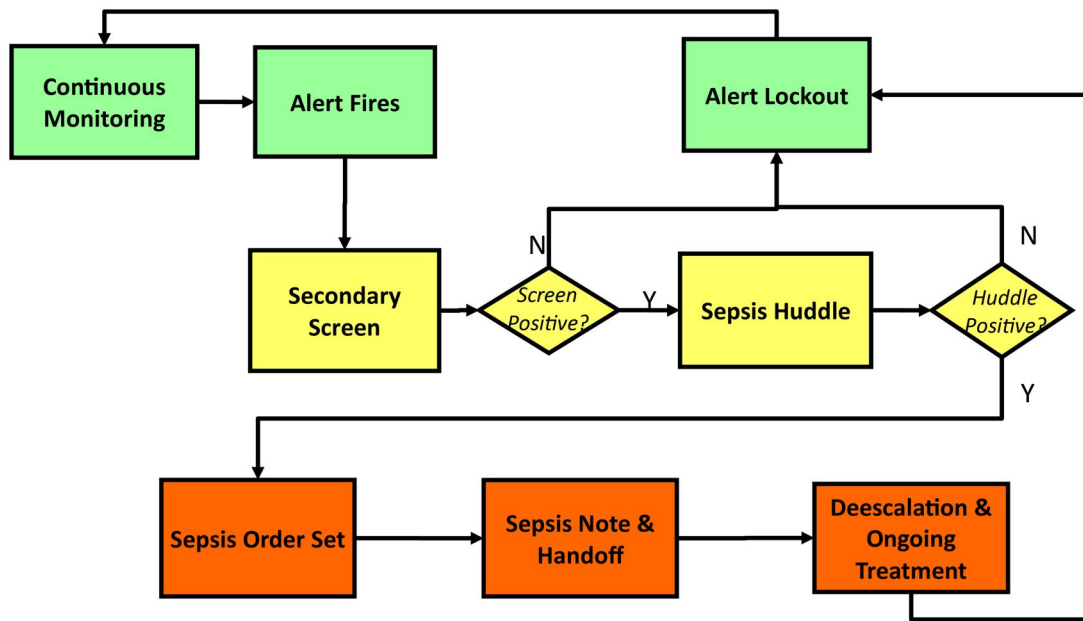 Continuous
Monitoring
Alert Fires
Alert Lockout
Secondary
Screen
N
Screen
Positive?
Y
Sepsis Huddle
N
Huddle
Positive?
Y
Sepsis Order Set
Sepsis Note &
Handoff
Deescalation &
Ongoing
Treatment